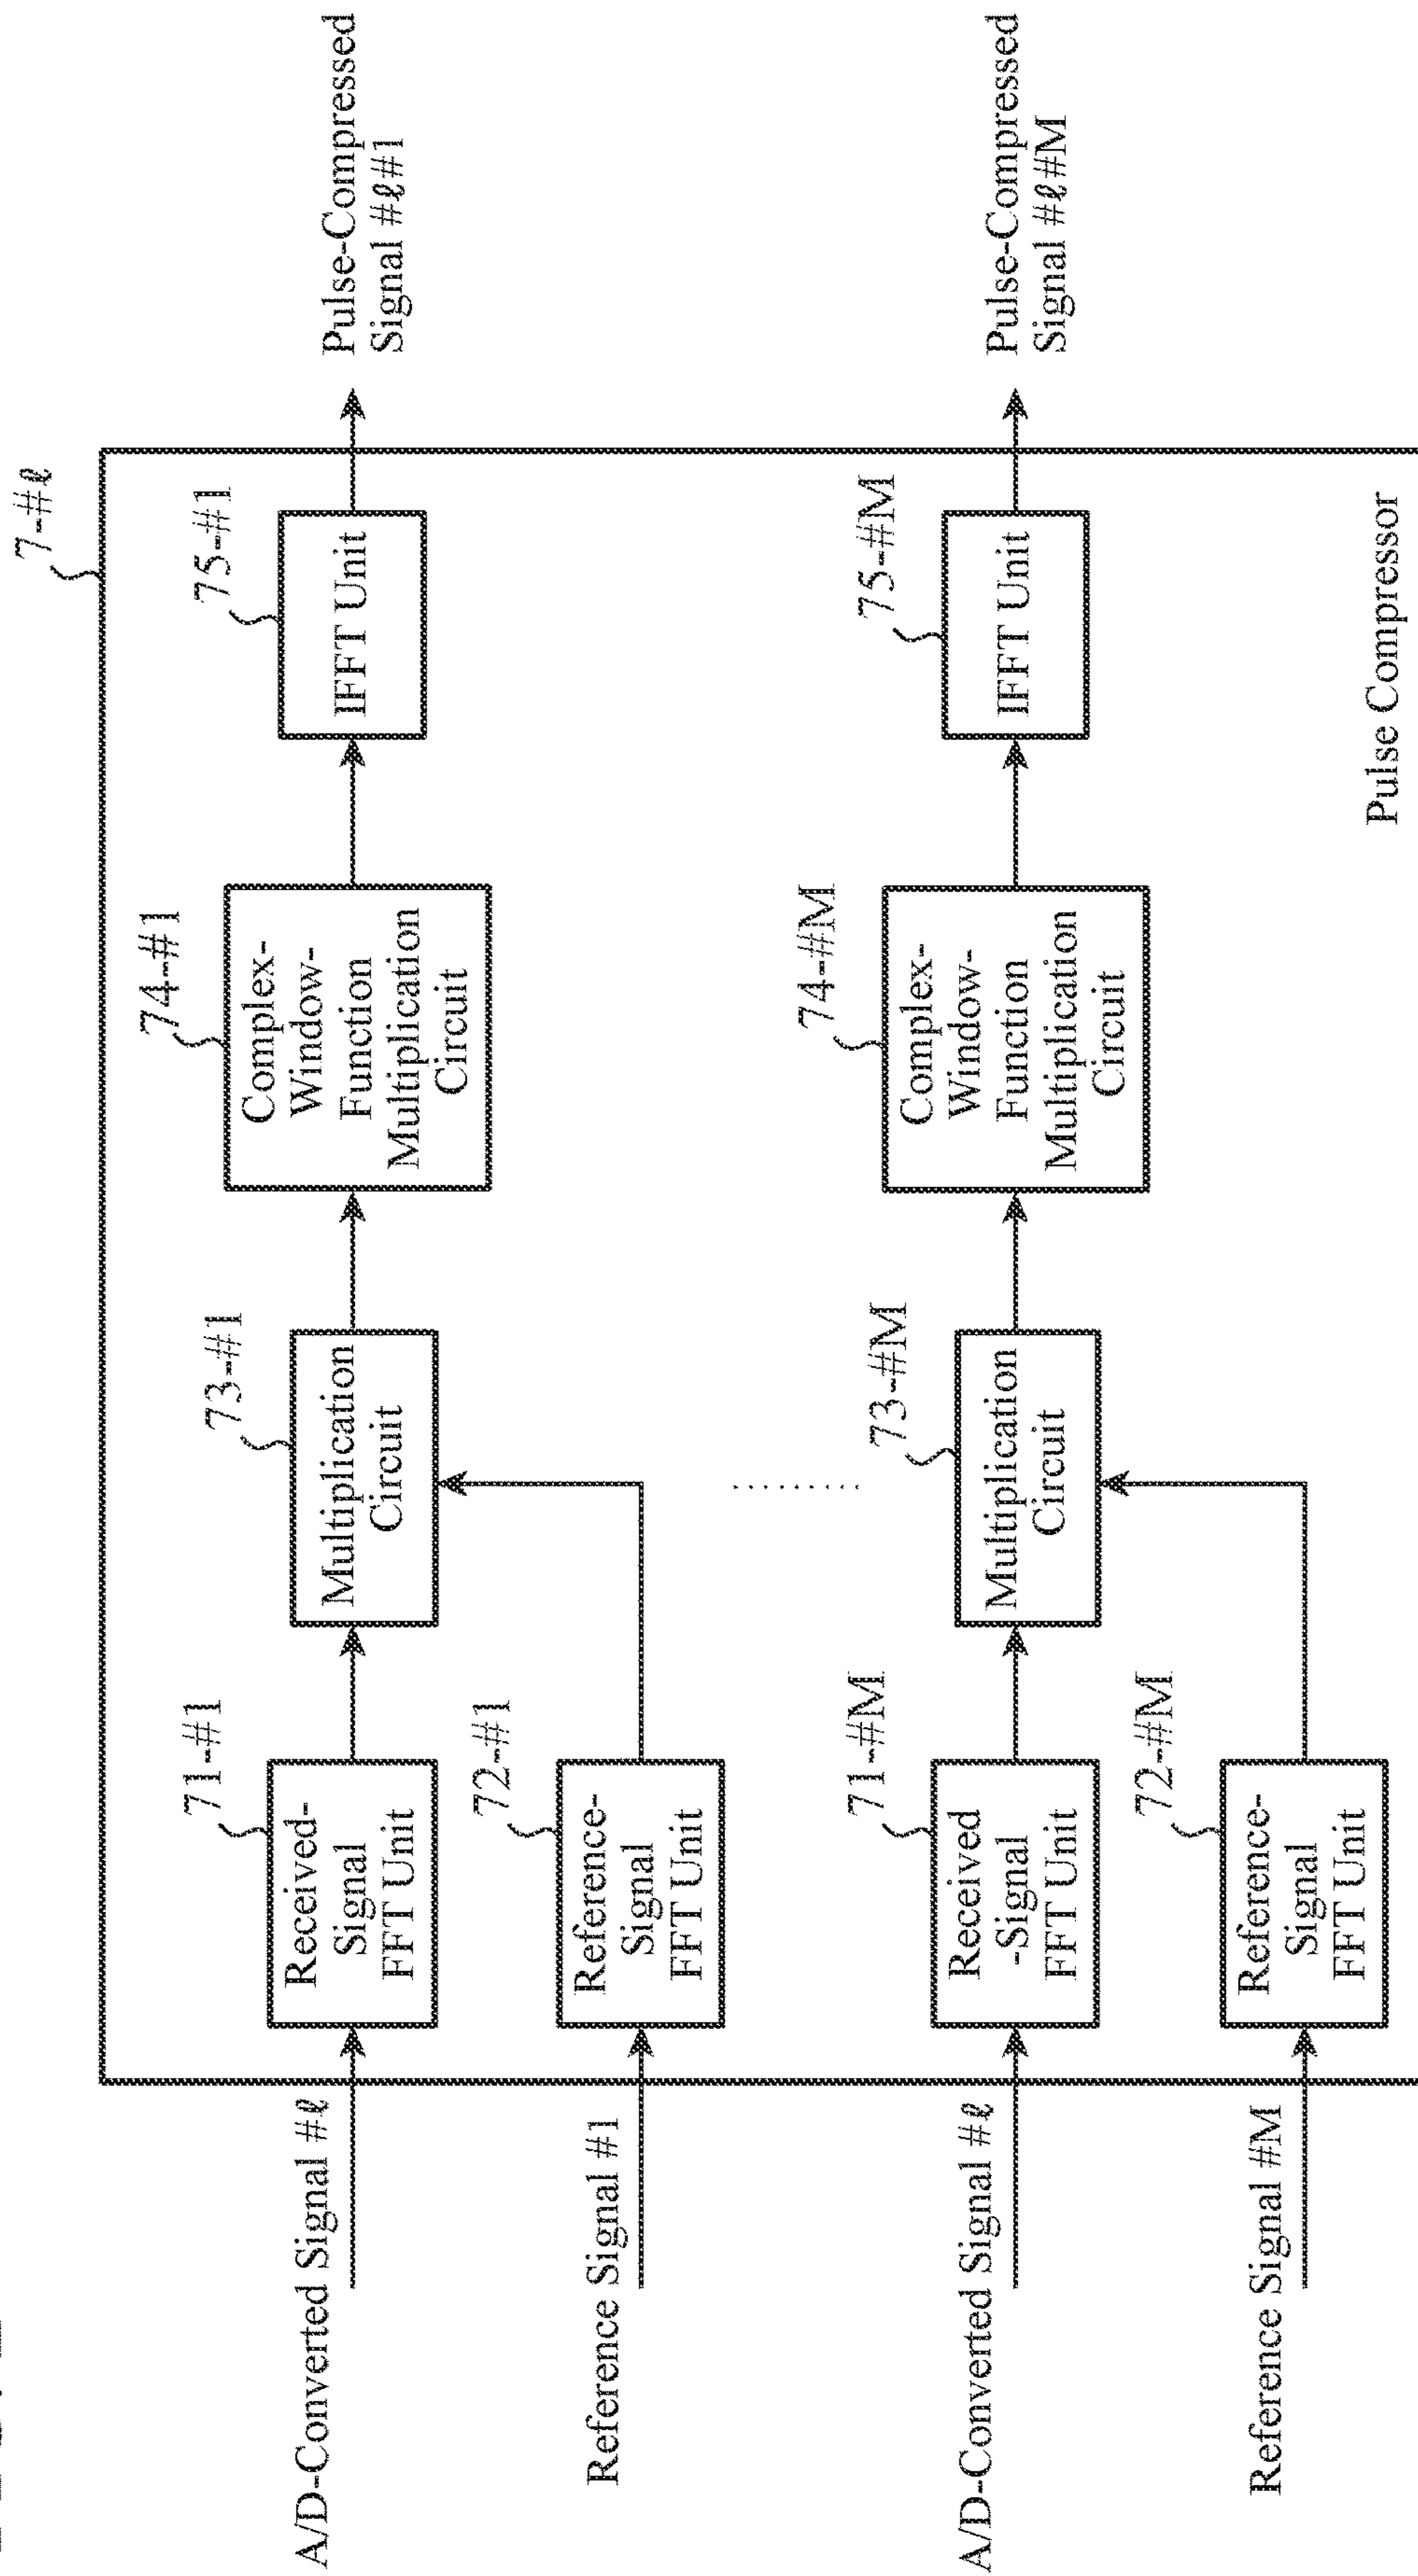 7-#ℓ
A/D-Converted Signal #ℓ
71-#1
Received-
Signal
FFT Unit
73-#1
Multiplication
Circuit
74-#1
Complex-
Window-
Function
Multiplication
Circuit
75-#1
IFFT Unit
Pulse-Compressed
Signal #ℓ#1
Reference Signal #1
72-#1
Reference-
Signal
FFT Unit
A/D-Converted Signal #ℓ
71-#M
Received
-Signal
FFT Unit
73-#M
Multiplication
Circuit
74-#M
Complex-
Window-
Function
Multiplication
Circuit
75-#M
IFFT Unit
Pulse-Compressed
Signal #ℓ#M
Reference Signal #M
72-#M
Reference-
Signal
FFT Unit
Pulse Compressor